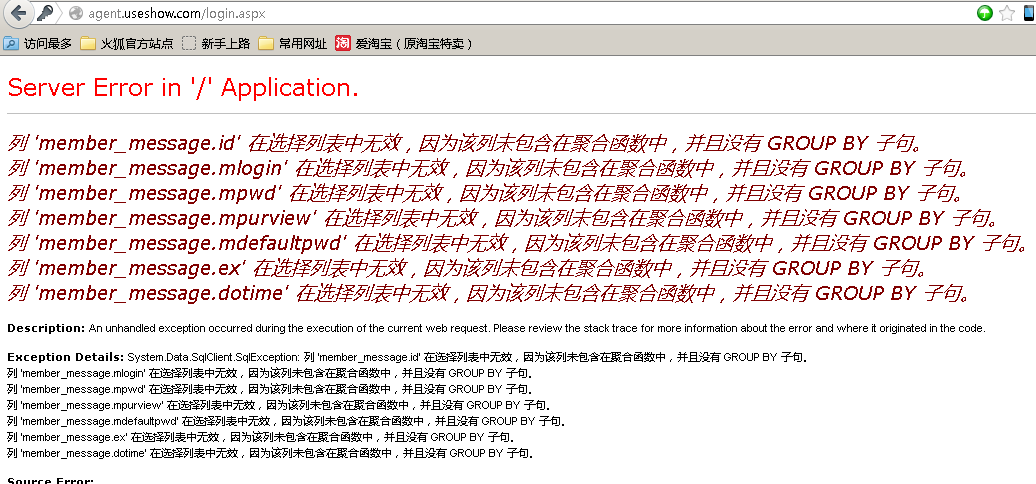 agent.useshow.com/login.aspx
访问最多 火狐官方站点 新手上路 常用网址 淘 爱淘宝（原淘宝特卖）
Server Error in '/' Application.
列 'member_message.id' 在选择列表中无效，因为该列未包含在聚合函数中，并且没有 GROUP BY 子句。
列 'member_message.mlogin' 在选择列表中无效，因为该列未包含在聚合函数中，并且没有 GROUP BY 子句。
列 'member_message.mpwd' 在选择列表中无效，因为该列未包含在聚合函数中，并且没有 GROUP BY 子句。
列 'member_message.mpurview' 在选择列表中无效，因为该列未包含在聚合函数中，并且没有 GROUP BY 子句。
列 'member_message.mdefaultpwd' 在选择列表中无效，因为该列未包含在聚合函数中，并且没有 GROUP BY 子句。
列 'member_message.ex' 在选择列表中无效，因为该列未包含在聚合函数中，并且没有 GROUP BY 子句。
列 'member_message.dotime' 在选择列表中无效，因为该列未包含在聚合函数中，并且没有 GROUP BY 子句。
Description: An unhandled exception occurred during the execution of the current web request. Please review the stack trace for more information about the error and where it originated in the code.
Exception Details: System.Data.SqlClient.SqlException: 列 'member_message.id' 在选择列表中无效，因为该列未包含在聚合函数中，并且没有 GROUP BY 子句。
列 'member_message.mlogin' 在选择列表中无效，因为该列未包含在聚合函数中，并且没有 GROUP BY 子句。
列 'member_message.mpwd' 在选择列表中无效，因为该列未包含在聚合函数中，并且没有 GROUP BY 子句。
列 'member_message.mpurview' 在选择列表中无效，因为该列未包含在聚合函数中，并且没有 GROUP BY 子句。
列 'member_message.mdefaultpwd' 在选择列表中无效，因为该列未包含在聚合函数中，并且没有 GROUP BY 子句。
列 'member_message.ex' 在选择列表中无效，因为该列未包含在聚合函数中，并且没有 GROUP BY 子句。
列 'member_message.dotime' 在选择列表中无效，因为该列未包含在聚合函数中，并且没有 GROUP BY 子句。
Source Error: